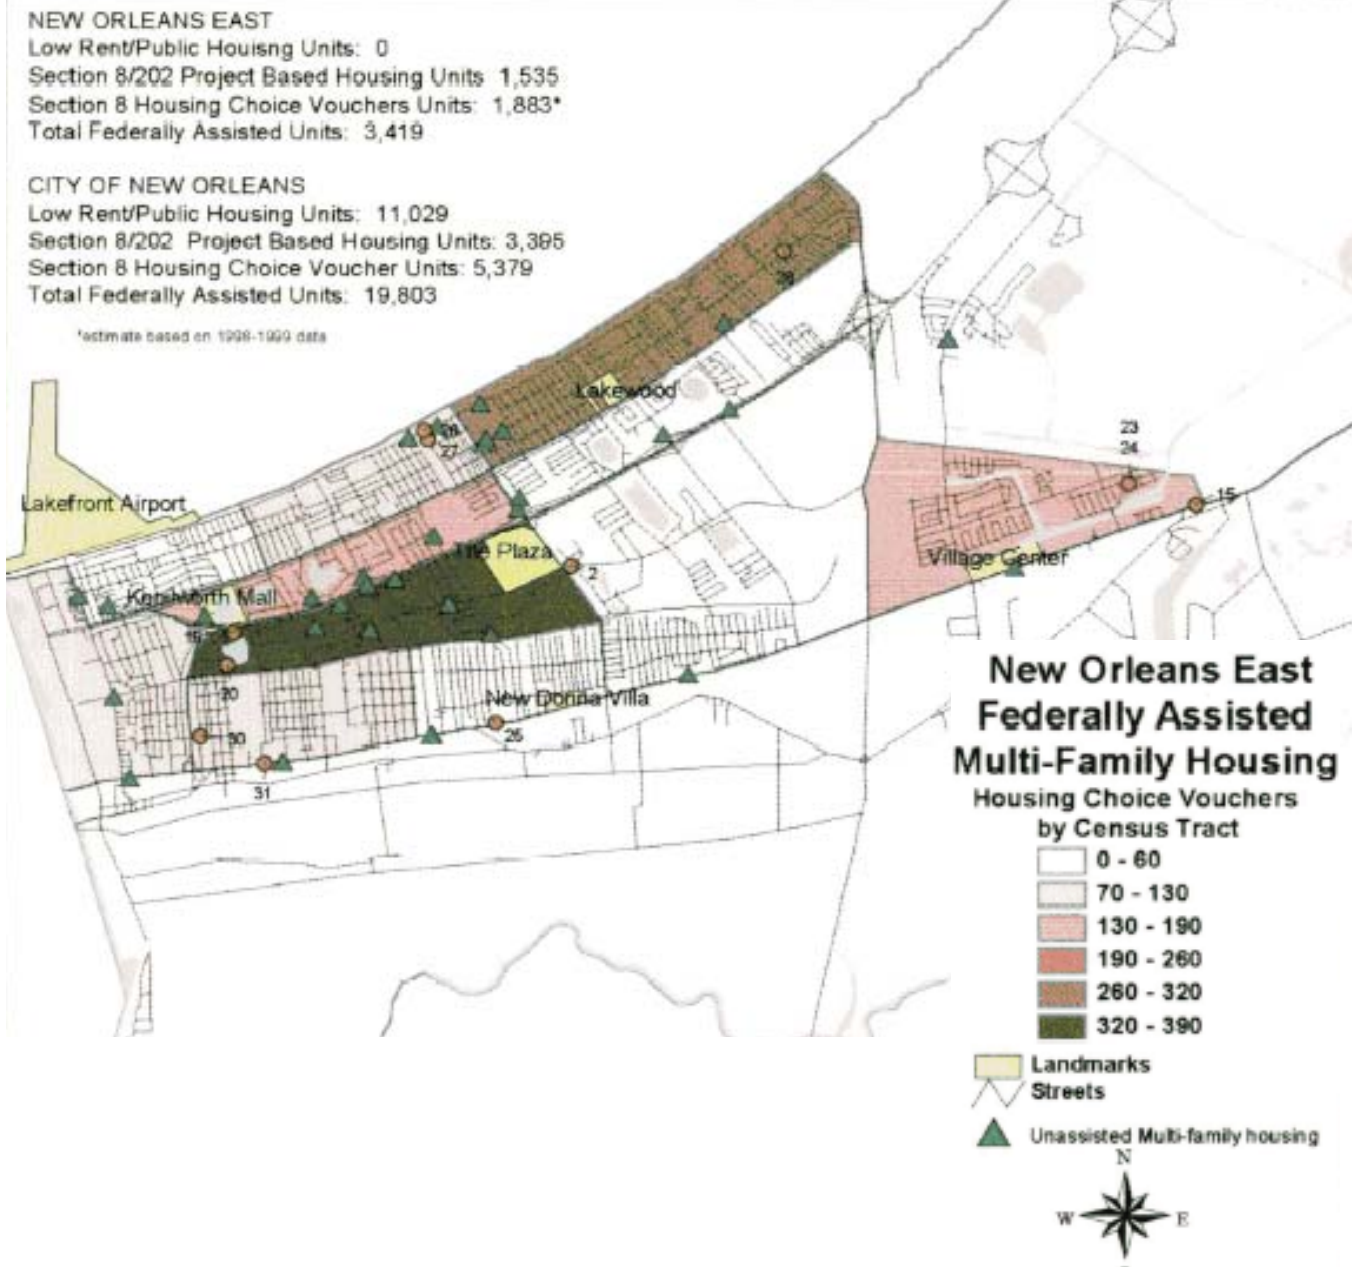 NEW ORLEANS EAST
Low Rent/Public Houisng Units: 0
Section 8/202 Project Based Housing Units 1,535
Section 8 Housing Choice Vouchers Units: 1,883*
Total Federally Assisted Units: 3,419
CITY OF NEW ORLEANS
Low Rent/Public Housing Units: 11,029
Section 8/202 Project Based Housing Units: 3,395
Section 8 Housing Choice Voucher Units: 5,379
Total Federally Assisted Units: 19,803
*estimate based on 1998-1999 data
Lakewood
27
23
24
15
Lakefront Airport
Plaza
2
Village Center
Kenilworth Mall
20
New Donna Villa
30
25
31
New Orleans East
Federally Assisted
Multi-Family Housing
Housing Choice Vouchers
by Census Tract
0 - 60
70 - 130
130 - 190
190 - 260
260 - 320
320 - 390
Landmarks
Streets
Unassisted Multi-family housing
N
W E